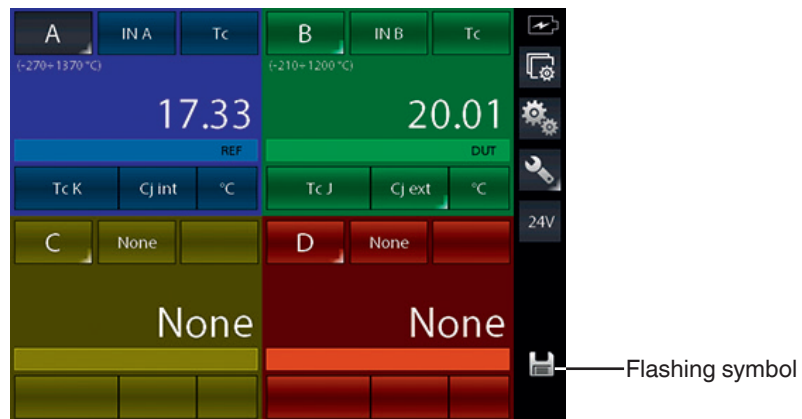 A IN A Tc B IN B Tc
(-270÷1370 °C) (-210÷1200 °C)
17.33 20.01
REF DUT
Tc K Cj int °C Tc J Cj ext °C
24V
C None D None
None None
Flashing symbol